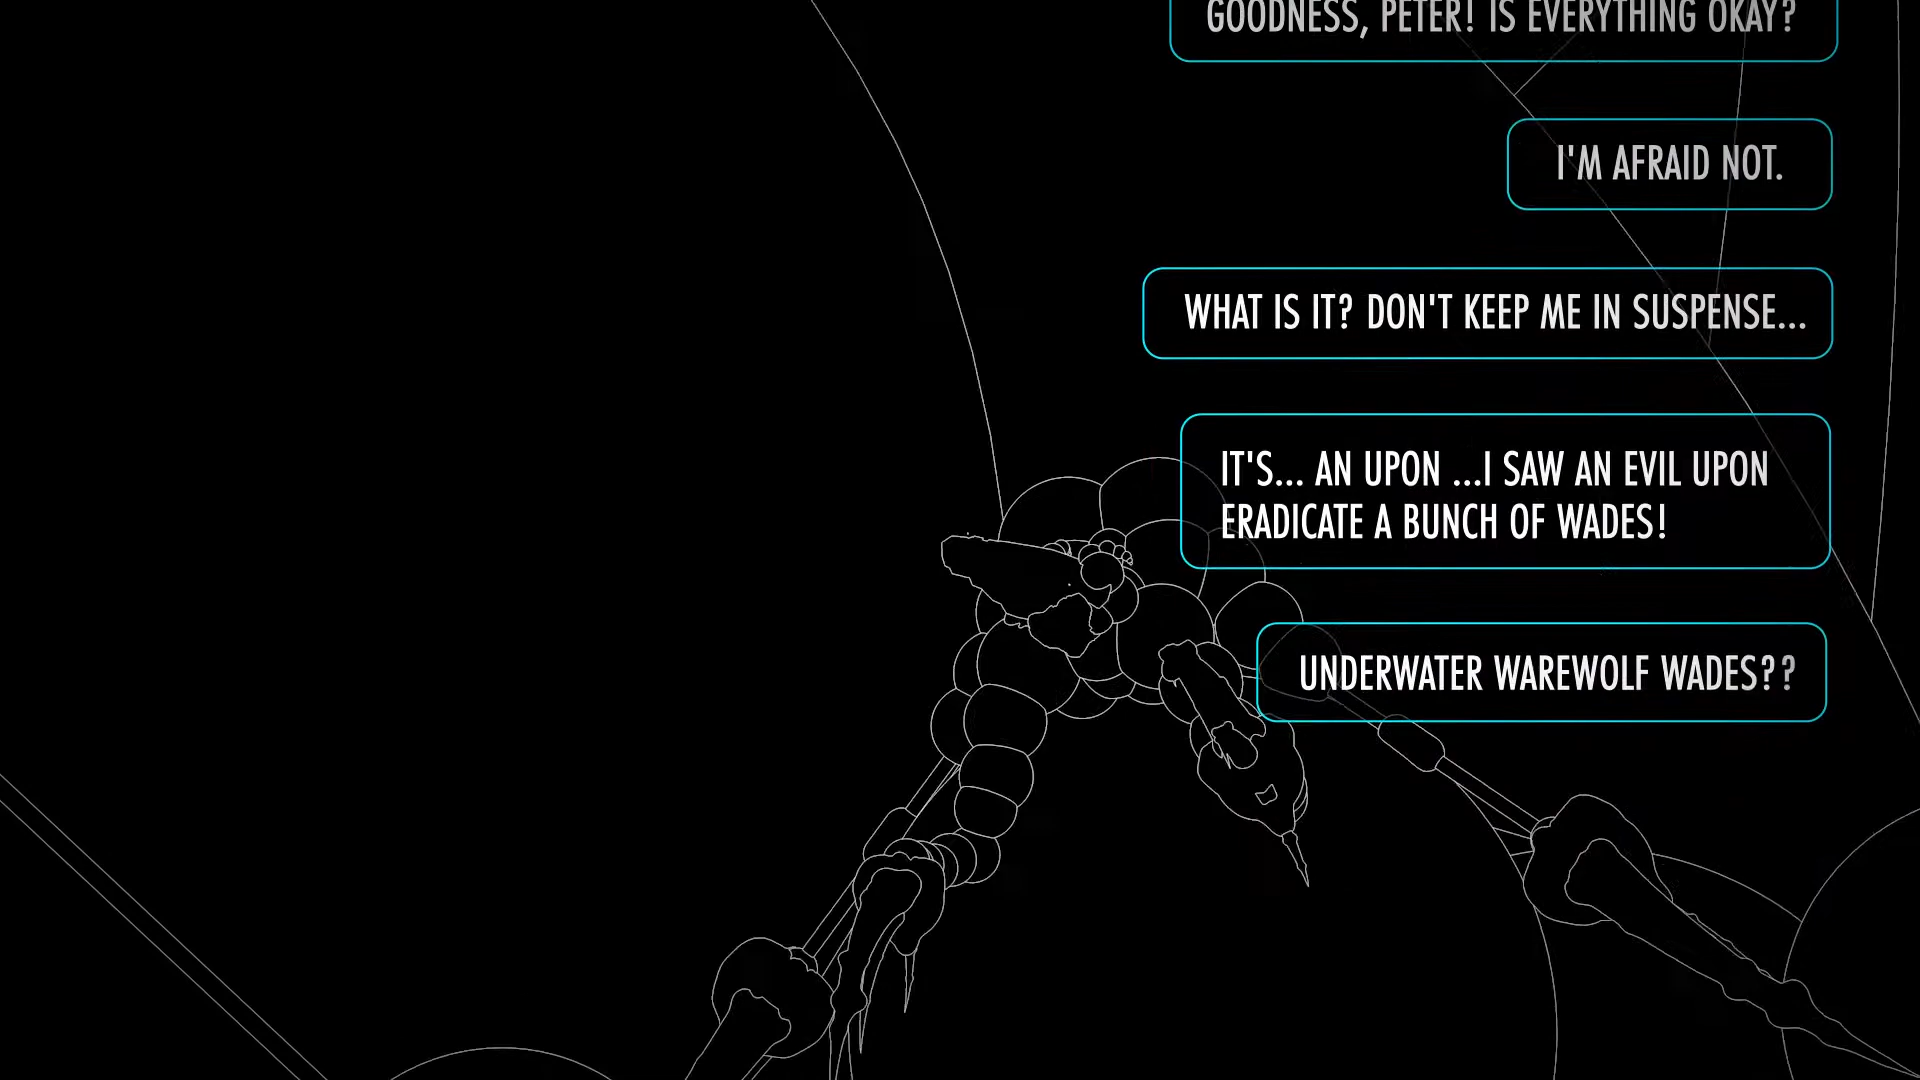 GOODNESS, PETER! IS EVERYTHING OKAY?
I'M AFRAID NOT.
WHAT IS IT? DON'T KEEP ME IN SUSPENSE...
IT'S... AN UPON ...I SAW AN EVIL UPON
ERADICATE A BUNCH OF WADES!
UNDERWATER WAREWOLF WADES??